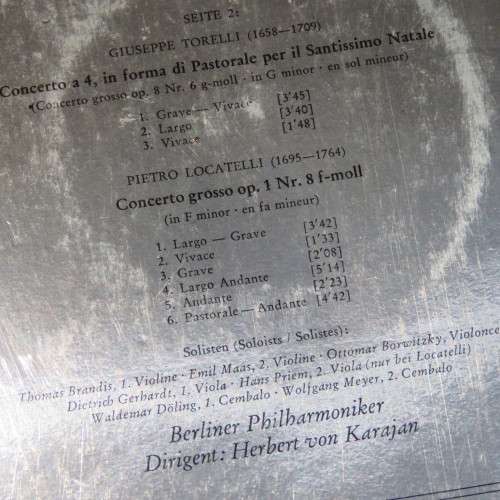 SEITE 2:
GIUSEPPE TORELLI (1658—1709)
Concerto a 4, in forma di Pastorale per il Santissimo Natale
(Concerto grosso op. 8 Nr. 6 g-moll · in G minor · en sol mineur)
1. Grave — Vivace [3'45]
2. Largo [3'40]
3. Vivace [1'48]
PIETRO LOCATELLI (1695—1764)
Concerto grosso op. 1 Nr. 8 f-moll
(in F minor · en fa mineur)
1. Largo — Grave [3'42]
2. Vivace [1'33]
3. Grave [2'08]
4. Largo Andante [5'14]
5. Andante [2'23]
6. Pastorale — Andante [4'42]
Solisten (Soloists / Solistes):
Thomas Brandis, 1. Violine · Emil Maas, 2. Violine · Ottomar Borwitzky, Violonce
Dietrich Gerhardt, 1. Viola · Hans Priem, 2. Viola (nur bei Locatelli)
Waldemar Döling, 1. Cembalo · Wolfgang Meyer, 2. Cembalo
Berliner Philharmoniker
Dirigent: Herbert von Karajan